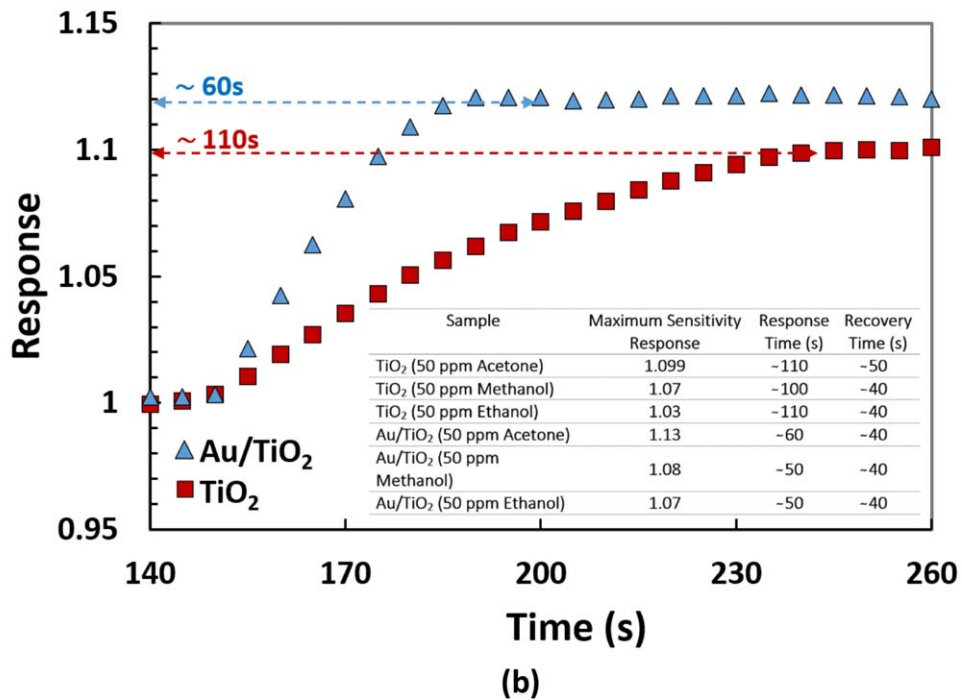 1.15
1.1
1.05
1
0.95
Response
~ 60s
~ 110s
Au/TiO₂
TiO₂
Sample Maximum Sensitivity Response Response Time (s) Recovery Time (s)
TiO₂ (50 ppm Acetone) 1.099 ~110 ~50
TiO₂ (50 ppm Methanol) 1.07 ~100 ~40
TiO₂ (50 ppm Ethanol) 1.03 ~110 ~40
Au/TiO₂ (50 ppm Acetone) 1.13 ~60 ~40
Au/TiO₂ (50 ppm
Methanol) 1.08 ~50 ~40
Au/TiO₂ (50 ppm Ethanol) 1.07 ~50 ~40
140 170 200 230 260
Time (s)
(b)